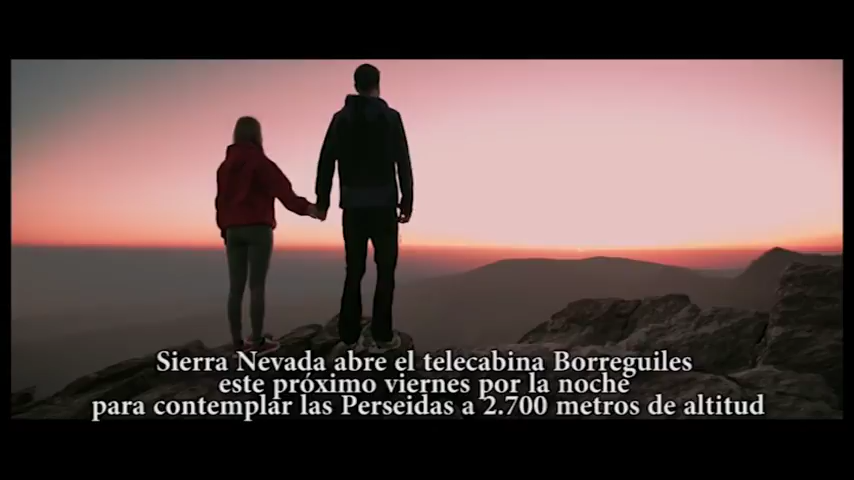 Sierra Nevada abre el telecabina Borreguiles
este próximo viernes por la noche
para contemplar las Perseidas a 2.700 metros de altitud